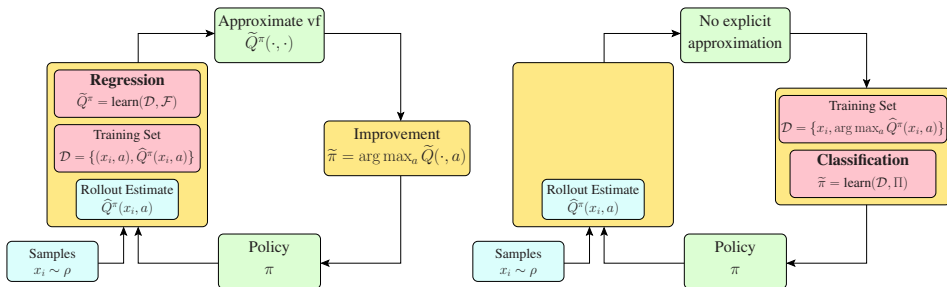 Approximate vf
Q̃^π(·, ·)
Regression
Q̃^π = learn(𝒟, ℱ)
Training Set
𝒟 = {(x_i, a), Q̂^π(x_i, a)}
Rollout Estimate
Q̂^π(x_i, a)
Samples
x_i ∼ ρ
Improvement
π̃ = arg max_a Q̃(·, a)
Policy
π
No explicit
approximation
Rollout Estimate
Q̂^π(x_i, a)
Samples
x_i ∼ ρ
Training Set
𝒟 = {x_i, arg max_a Q̂^π(x_i, a)}
Classification
π̃ = learn(𝒟, Π)
Policy
π